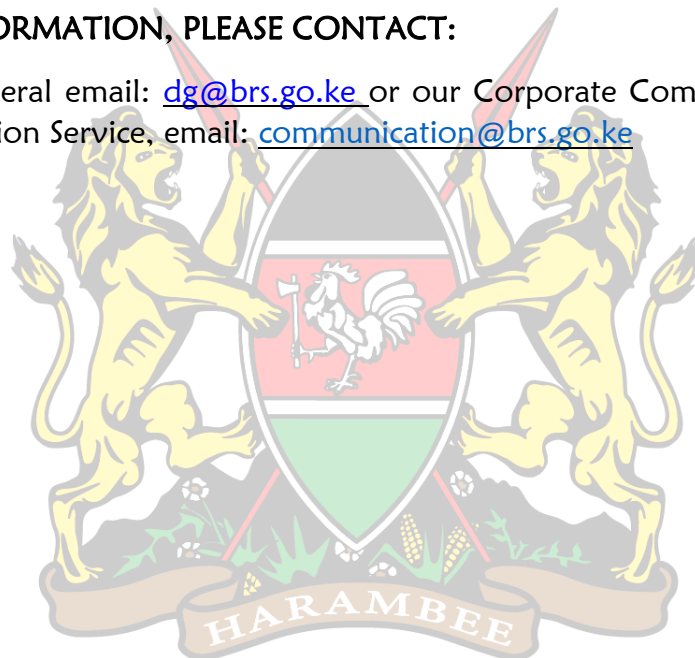 ORMATION, PLEASE CONTACT:
eral email: dg@brs.go.ke or our Corporate Com
ion Service, email: communication@brs.go.ke
HARAMBEE